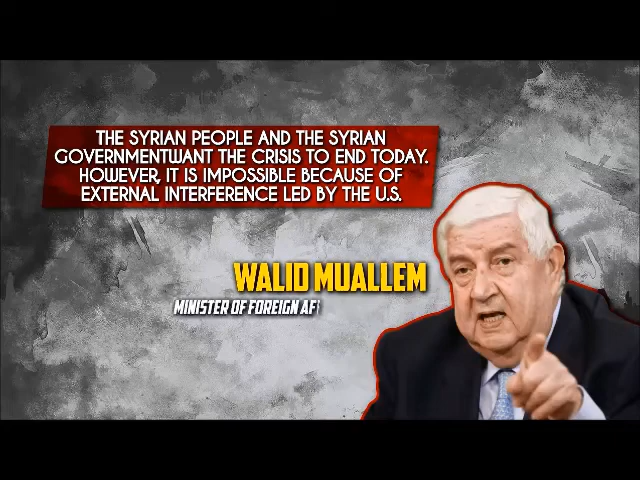 THE SYRIAN PEOPLE AND THE SYRIAN
GOVERNMENTWANT THE CRISIS TO END TODAY.
HOWEVER, IT IS IMPOSSIBLE BECAUSE OF
EXTERNAL INTERFERENCE LED BY THE U.S.
WALID MUALLEM
MINISTER OF FOREIGN AF